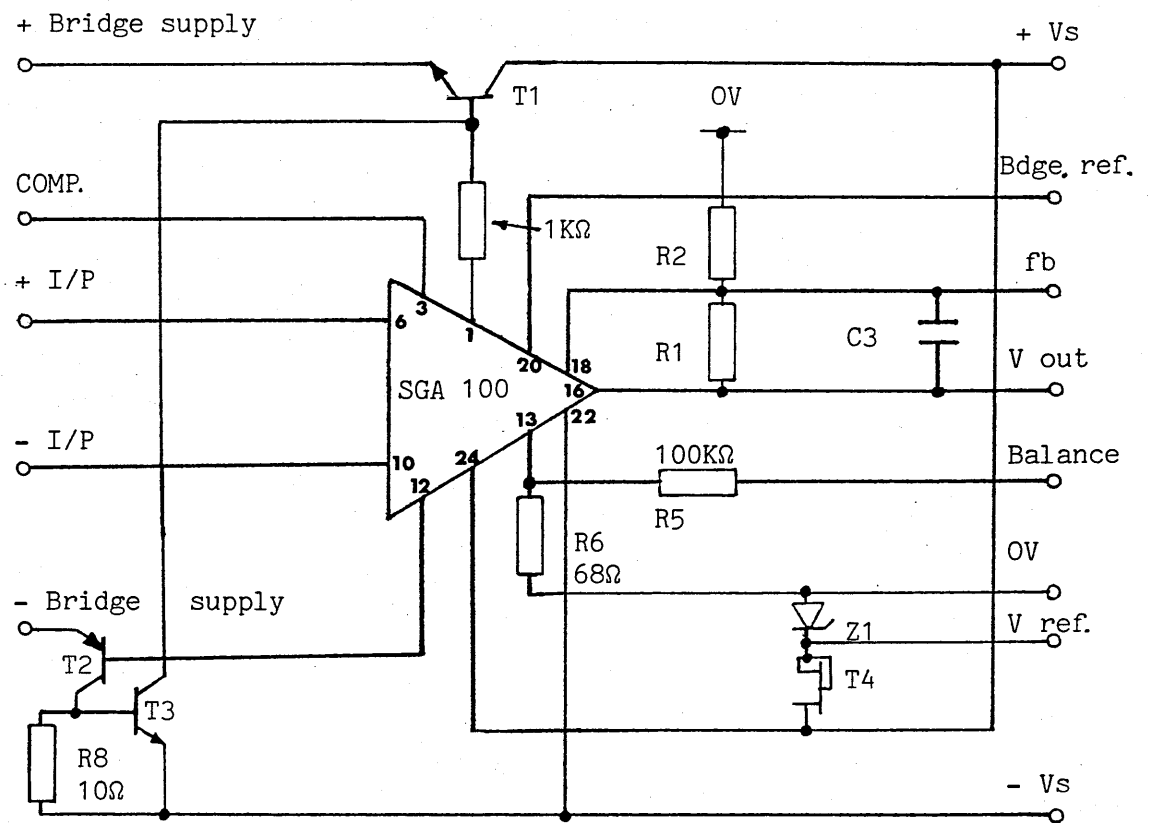 + Bridge supply
+ Vs
T1
OV
Bdge. ref.
COMP.
1KΩ
R2
fb
+ I/P
3
1
6
20
18
R1
C3
V out
SGA 100
16
22
13
- I/P
10
24
12
100KΩ
Balance
R5
R6
68Ω
OV
- Bridge supply
Z1
V ref.
T2
T4
T3
R8
10Ω
- Vs